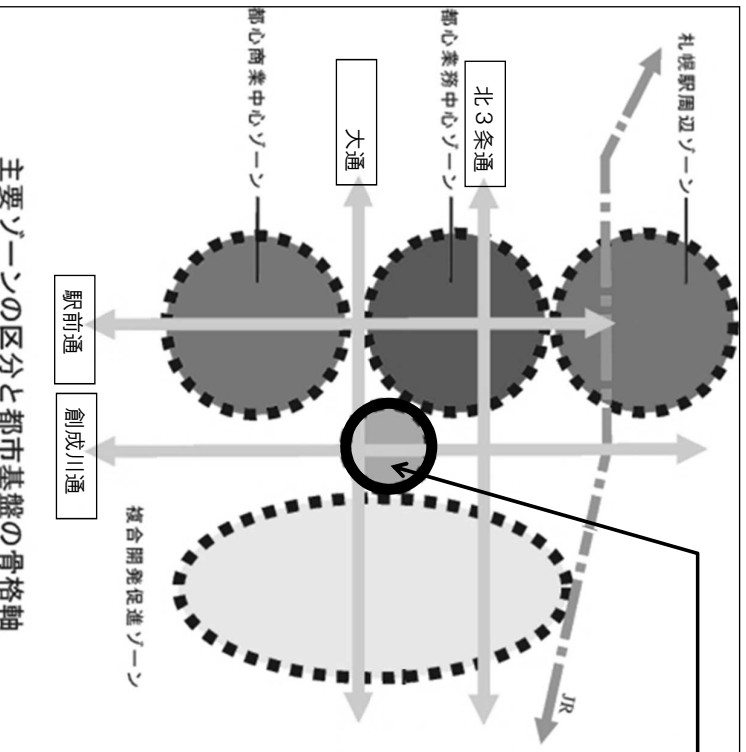 札幌駅周辺ゾーン
北3条通
都心業務中心ゾーン
大通
都心商業中心ゾーン
駅前通
創成川通
複合開発促進ゾーン
JR
主要ゾーンの区分と都市基盤の骨格軸